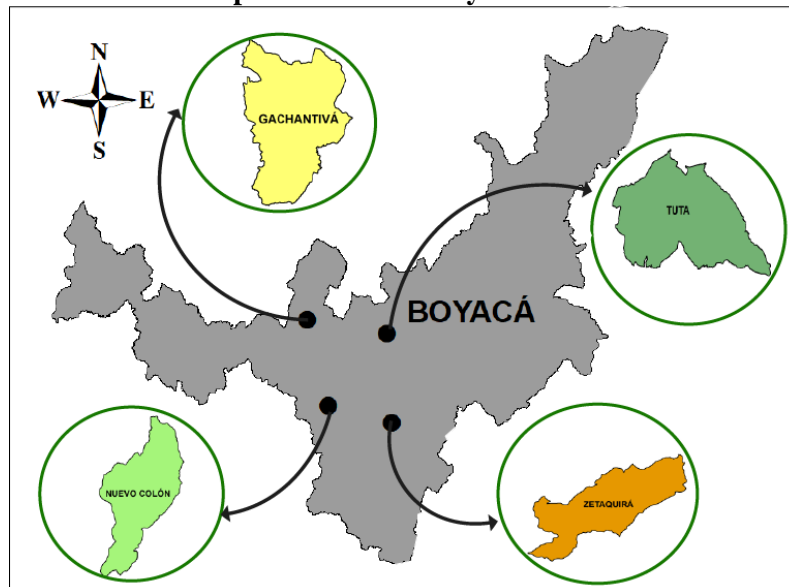 N
W E
S
GACHANTIVÁ
TUTA
BOYACÁ
NUEVO COLÓN
ZETAQUIRÁ